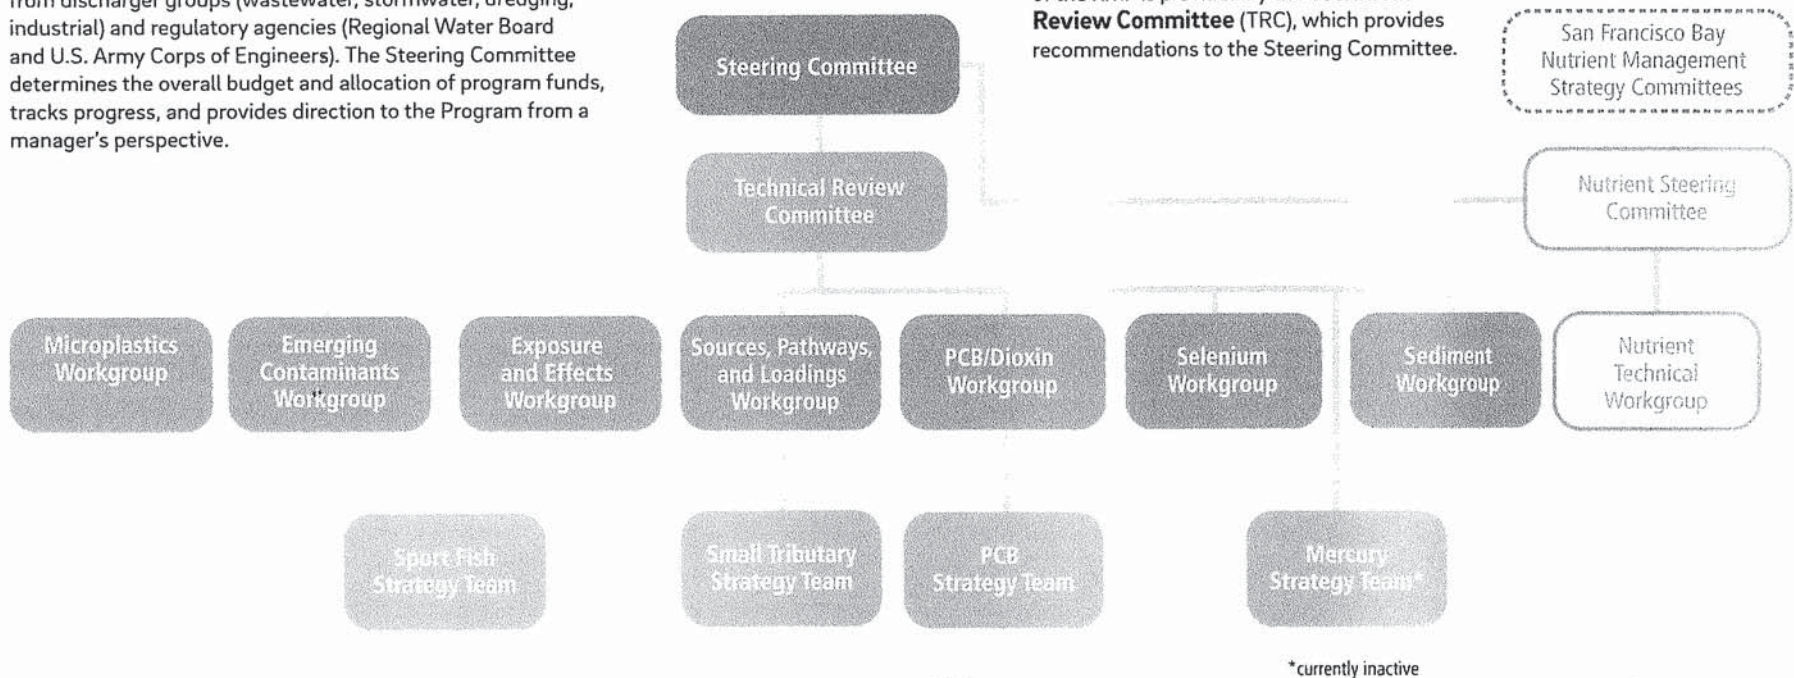 industrial) and regulatory agencies (Regional Water Board
and U.S. Army Corps of Engineers). The Steering Committee
determines the overall budget and allocation of program funds,
tracks progress, and provides direction to the Program from a
manager's perspective.
Review Committee (TRC), which provides
recommendations to the Steering Committee.
Steering Committee
San Francisco Bay
Nutrient Management
Strategy Committees
Technical Review
Committee
Nutrient Steering
Committee
Microplastics
Workgroup
Emerging
Contaminants
Workgroup
Exposure
and Effects
Workgroup
Sources, Pathways,
and Loadings
Workgroup
PCB/Dioxin
Workgroup
Selenium
Workgroup
Sediment
Workgroup
Nutrient
Technical
Workgroup
Sport Fish
Strategy Team
Small Tributary
Strategy Team
PCB
Strategy Team
Mercury
Strategy Team*
*currently inactive